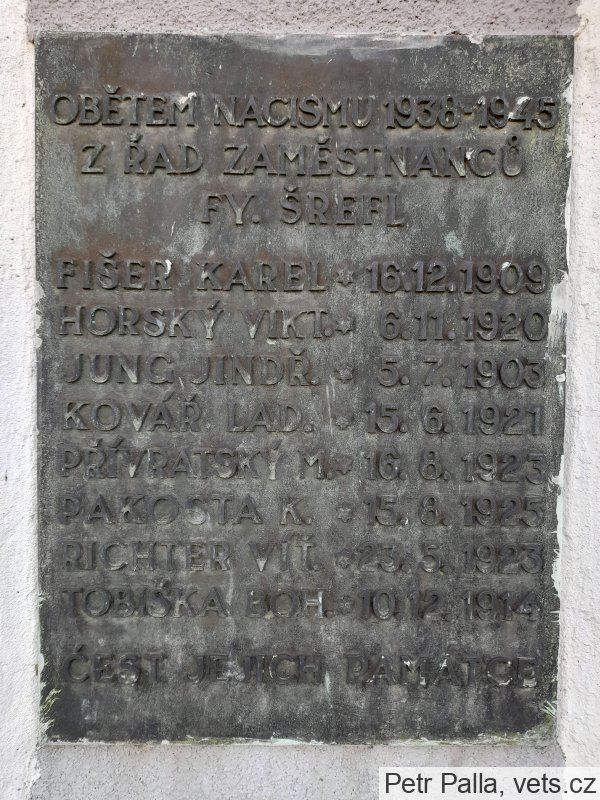 OBĚTEM NACISMU 1938-1945
Z ŘAD ZAMĚSTNANCŮ
FY. ŠREFL
FIŠER KAREL * 16.12.1909
HORSKÝ VIKT. * 6.11.1920
JUNG JINDŘ. * 5.7.1903
KOVÁŘ LAD. * 15.6.1921
PŘÍVRATSKÝ M. * 16.8.1923
PAKOSTA K. * 15.8.1925
RICHTER VÍT. * 23.5.1923
TOBIŠKA BOH. * 10.12.1914
ČEST JEJICH PAMÁTCE
Petr Palla, vets.cz